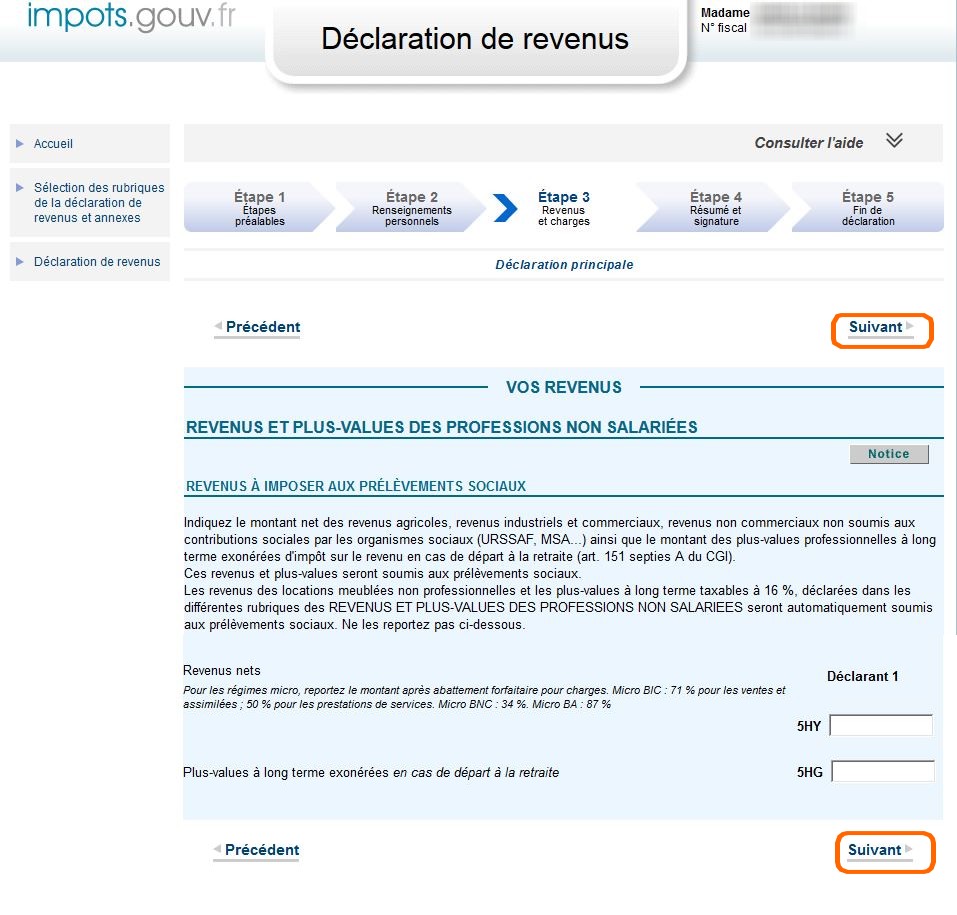 impots.gouv.fr
Déclaration de revenus
Madame
N° fiscal
Accueil
Sélection des rubriques
de la déclaration de
revenus et annexes
Déclaration de revenus
Consulter l'aide
Étape 1
Étapes
préalables
Étape 2
Renseignements
personnels
Étape 3
Revenus
et charges
Étape 4
Résumé et
signature
Étape 5
Fin de
déclaration
Déclaration principale
Précédent
Suivant
VOS REVENUS
REVENUS ET PLUS-VALUES DES PROFESSIONS NON SALARIÉES
Notice
REVENUS À IMPOSER AUX PRÉLÈVEMENTS SOCIAUX
Indiquez le montant net des revenus agricoles, revenus industriels et commerciaux, revenus non commerciaux non soumis aux
contributions sociales par les organismes sociaux (URSSAF, MSA...) ainsi que le montant des plus-values professionnelles à long
terme exonérées d'impôt sur le revenu en cas de départ à la retraite (art. 151 septies A du CGI).
Ces revenus et plus-values seront soumis aux prélèvements sociaux.
Les revenus des locations meublées non professionnelles et les plus-values à long terme taxables à 16 %, déclarées dans les
différentes rubriques des REVENUS ET PLUS-VALUES DES PROFESSIONS NON SALARIEES seront automatiquement soumis
aux prélèvements sociaux. Ne les reportez pas ci-dessous.
Revenus nets
Déclarant 1
Pour les régimes micro, reportez le montant après abattement forfaitaire pour charges. Micro BIC : 71 % pour les ventes et
assimilées ; 50 % pour les prestations de services. Micro BNC : 34 %. Micro BA : 87 %
5HY
Plus-values à long terme exonérées en cas de départ à la retraite
5HG
Précédent
Suivant